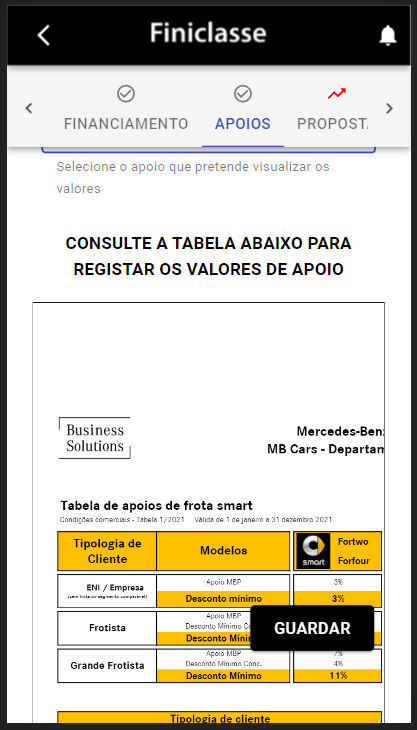 Finiclasse
FINANCIAMENTO
APOIOS
PROPOST
Selecione o apoio que pretende visualizar os
valores
CONSULTE A TABELA ABAIXO PARA
REGISTAR OS VALORES DE APOIO
Business
Solutions
Mercedes-Benz
MB Cars - Departam
Tabela de apoios de frota smart
Condições comerciais - Tabela 1/2021 Válida de 1 de janeiro a 31 dezembro 2021
Tipologia de
Cliente
Modelos
smart
Fortwo
Forfour
ENI / Empresa
(sem frota do segmento comparável)
Apoio MBP 3%
Desconto mínimo 3%
Frotista
Apoio MBP
Desconto Mínimo Co
Desconto Míni
GUARDAR
Grande Frotista
Apoio MBP 7%
Desconto Mínimo Conc. 4%
Desconto Mínimo 11%
Tipologia de cliente